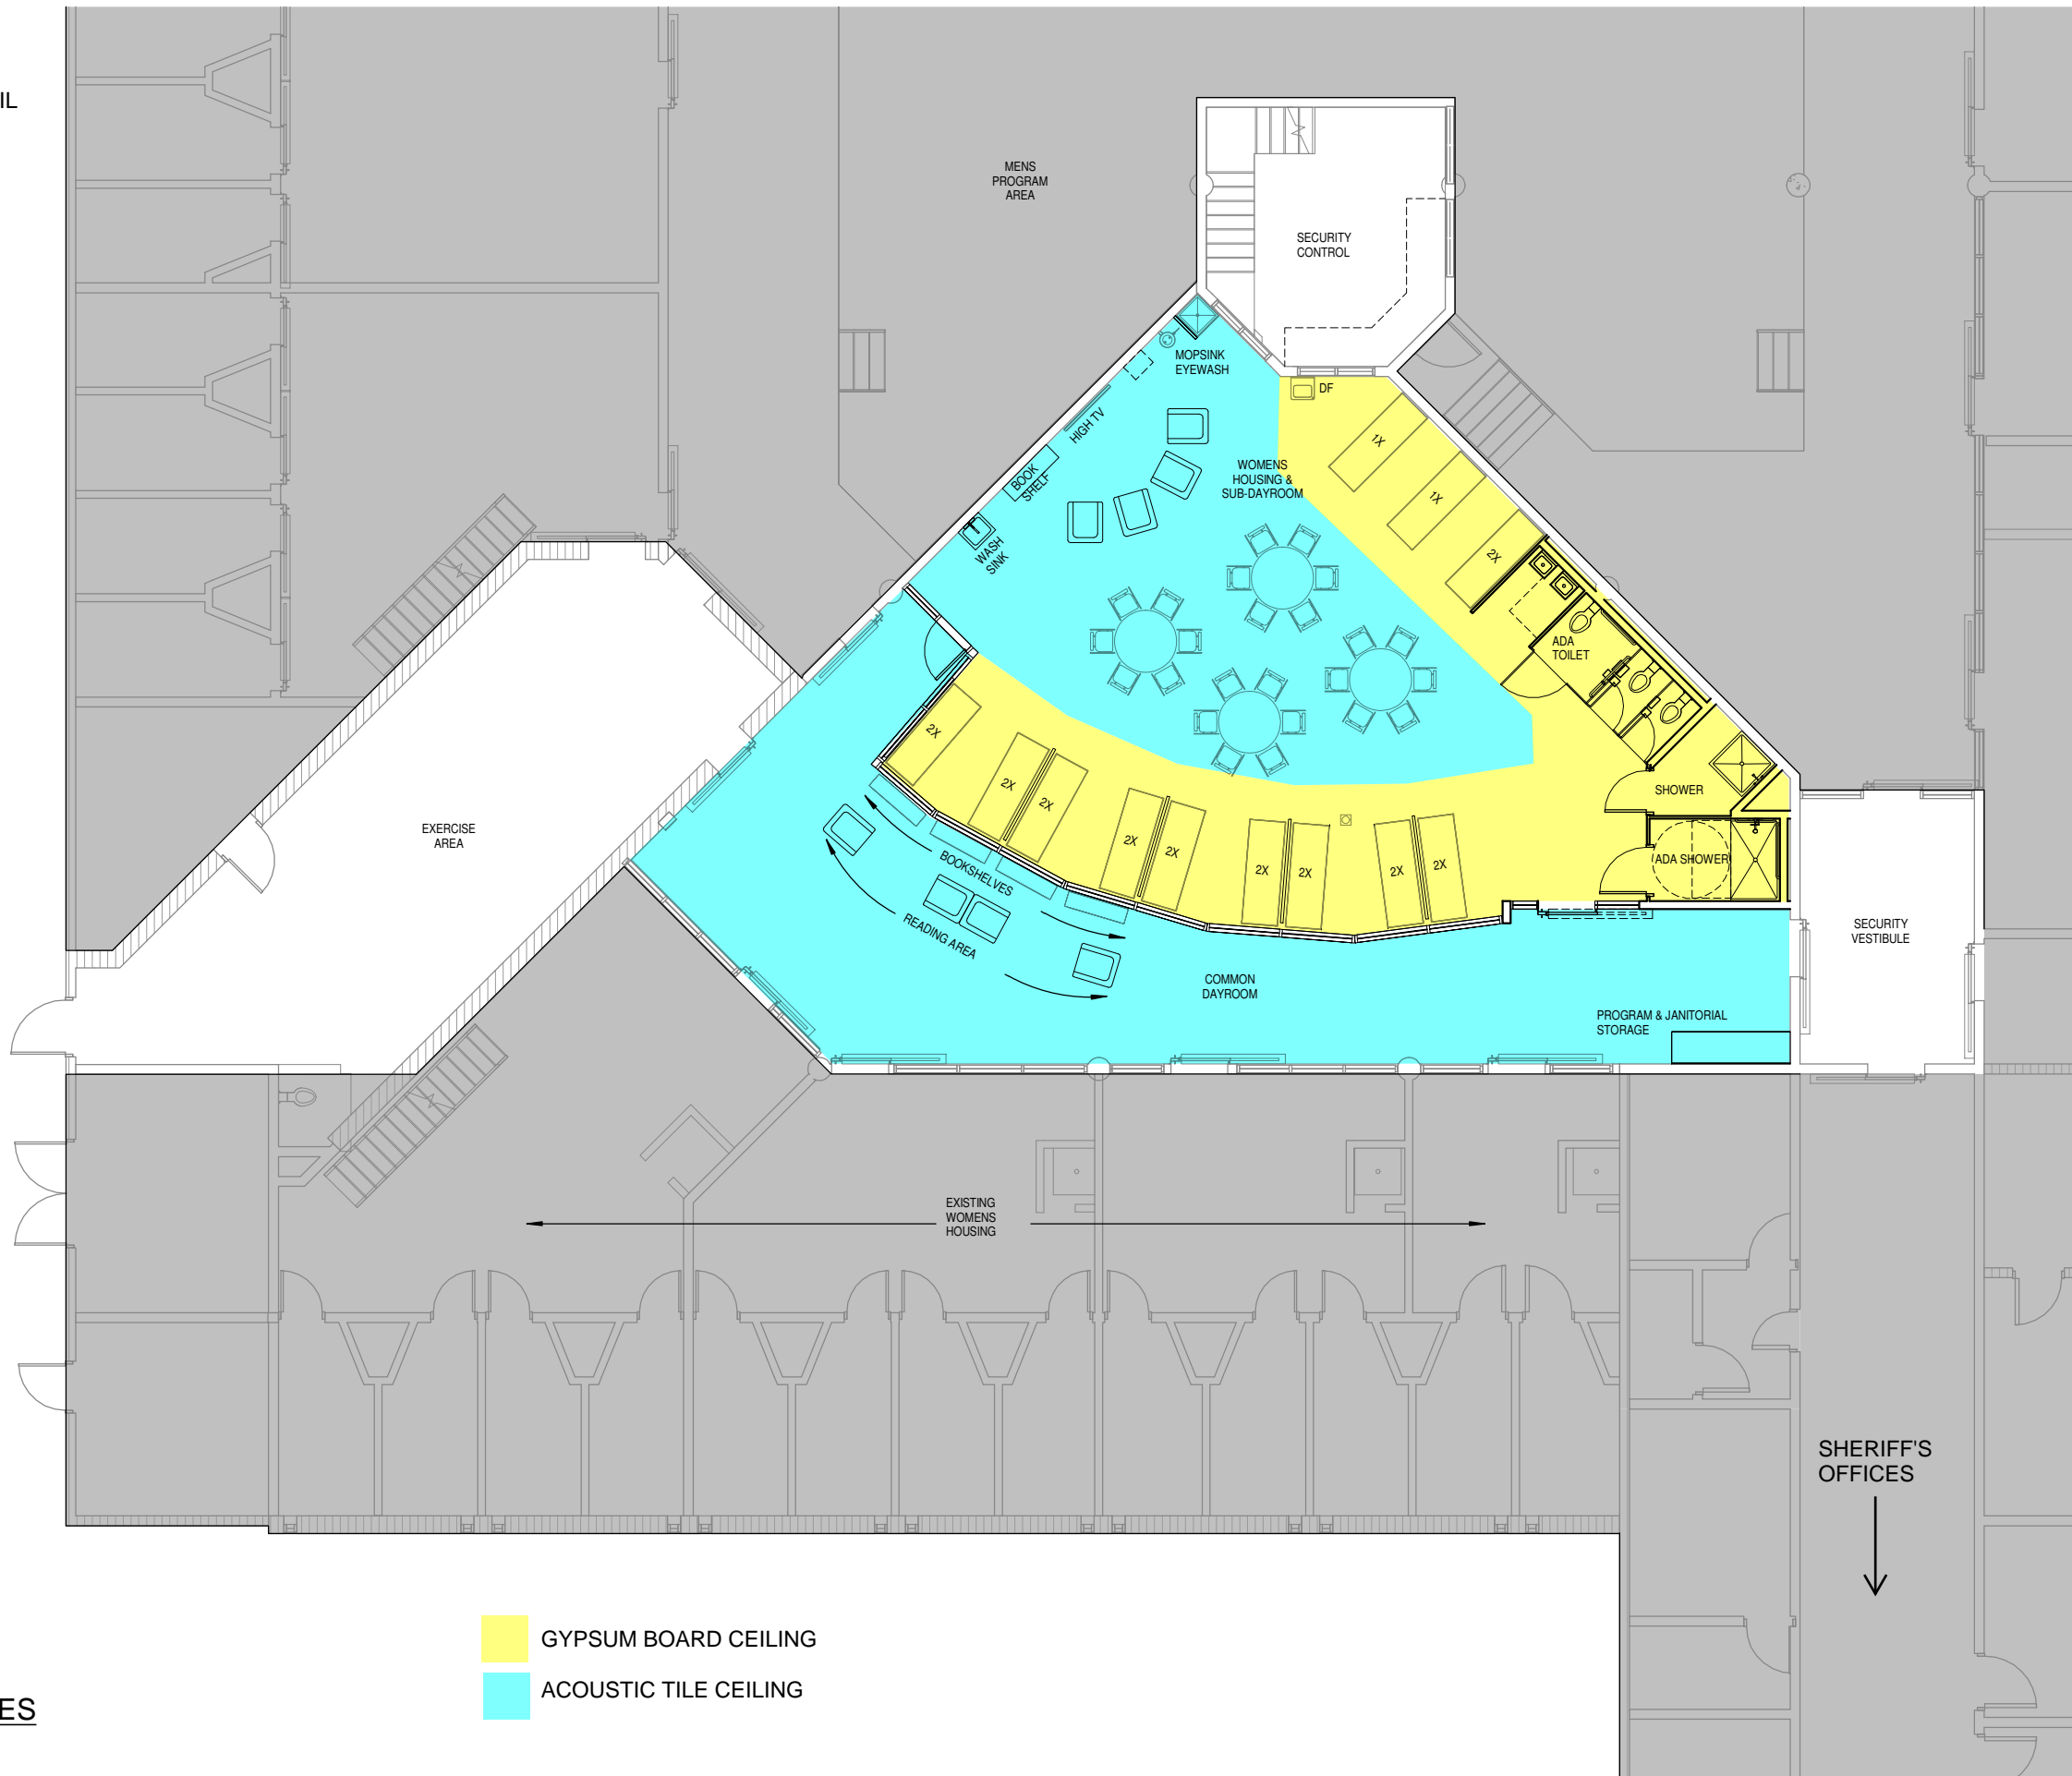 IL
MENS
PROGRAM
AREA
SECURITY
CONTROL
MOPSINK
EYEWASH
DF
HIGH TV
1X
BOOK
SHELF
WOMENS
HOUSING &
SUB-DAYROOM
1X
WASH
SINK
2X
ADA
TOILET
2X
2X
2X
SHOWER
EXERCISE
AREA
2X
2X
BOOKSHELVES
2X
2X
2X
2X
ADA SHOWER
READING AREA
SECURITY
VESTIBULE
COMMON
DAYROOM
PROGRAM & JANITORIAL
STORAGE
EXISTING
WOMENS
HOUSING
SHERIFF'S
OFFICES
GYPSUM BOARD CEILING
ACOUSTIC TILE CEILING
ES